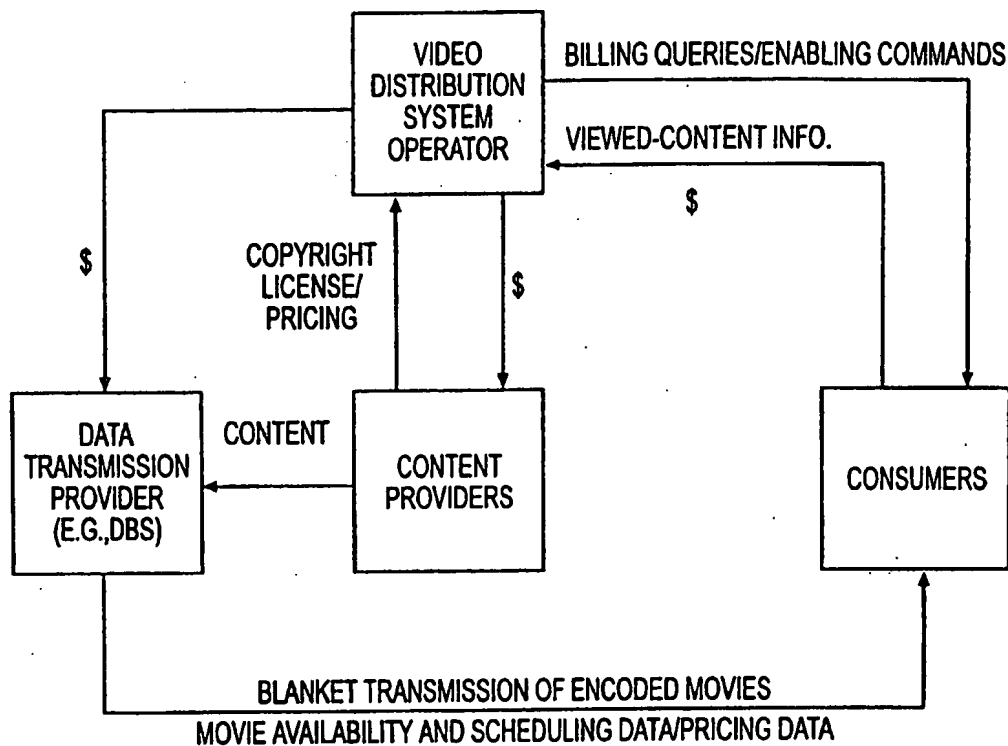 VIDEO
DISTRIBUTION
SYSTEM
OPERATOR
BILLING QUERIES/ENABLING COMMANDS
VIEWED-CONTENT INFO.
$
$
COPYRIGHT
LICENSE/
PRICING
$
DATA
TRANSMISSION
PROVIDER
(E.G.,DBS)
CONTENT
CONTENT
PROVIDERS
CONSUMERS
BLANKET TRANSMISSION OF ENCODED MOVIES
MOVIE AVAILABILITY AND SCHEDULING DATA/PRICING DATA